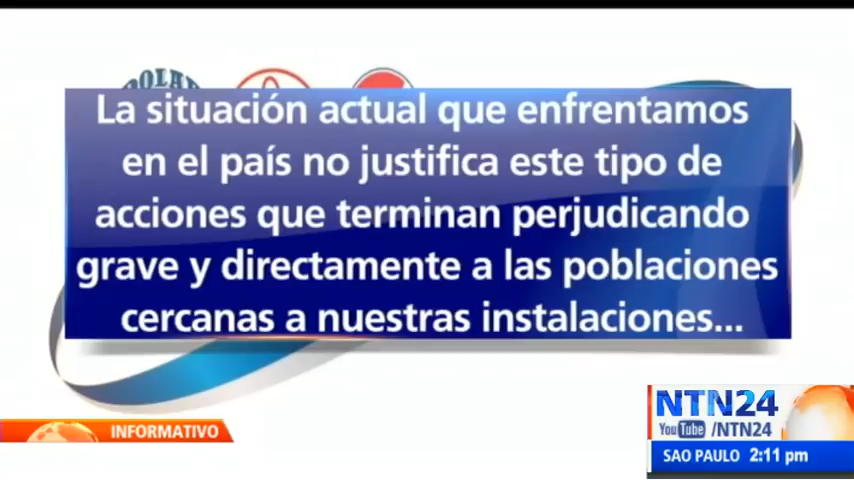 POLAR
La situación actual que enfrentamos
en el país no justifica este tipo de
acciones que terminan perjudicando
grave y directamente a las poblaciones
cercanas a nuestras instalaciones...
INFORMATIVO
NTN24
YouTube /NTN24
SAO PAULO 2:11 pm